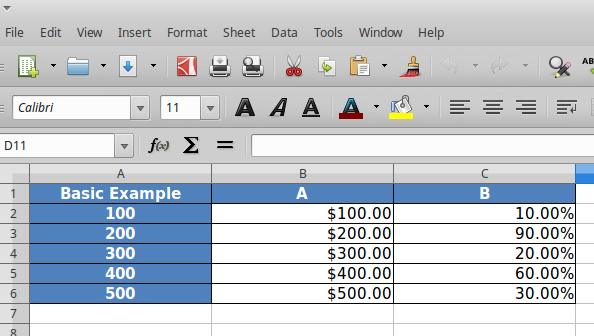 File Edit View Insert Format Sheet Data Tools Window Help
ABC
Calibri 11 A A A A
D11 f(x) Σ =
A B C
1 Basic Example A B
2 100 $100.00 10.00%
3 200 $200.00 90.00%
4 300 $300.00 20.00%
5 400 $400.00 60.00%
6 500 $500.00 30.00%
7
8